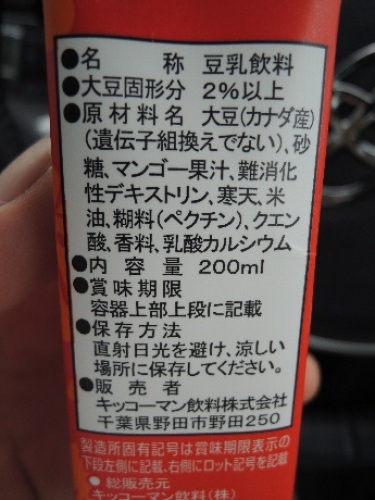 ●名 称 豆乳飲料
●大豆固形分 2%以上
●原材料名 大豆(カナダ産)
(遺伝子組換えでない)、砂
糖、マンゴー果汁、難消化
性デキストリン、寒天、米
油、糊料(ペクチン)、クエン
酸、香料、乳酸カルシウム
●内容量 200ml
●賞味期限
容器上部上段に記載
●保存方法
直射日光を避け、涼しい
場所に保存してください。
●販売者
キッコーマン飲料株式会社
千葉県野田市野田250
製造所固有記号は賞味期限表示の
下段左側に記載、右側にロット記号を記載
●総販売元
キッコーマン飲料(株)